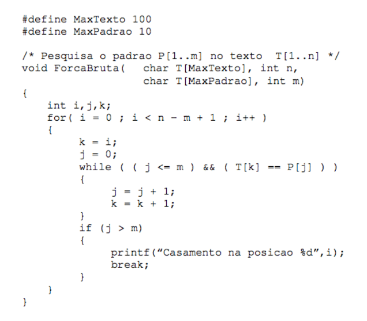 #define MaxTexto 100
#define MaxPadrao 10
/* Pesquisa o padrao P[1..m] no texto T[1..n] */
void ForcaBruta( char T[MaxTexto], int n,
char T[MaxPadrao], int m)
{
int i,j,k;
for( i = 0 ; i < n - m + 1 ; i++ )
{
k = i;
j = 0;
while ( ( j <= m ) && ( T[k] == P[j] ) )
{
j = j + 1;
k = k + 1;
}
if (j > m)
{
printf(“Casamento na posicao %d”,i);
break;
}
}
}